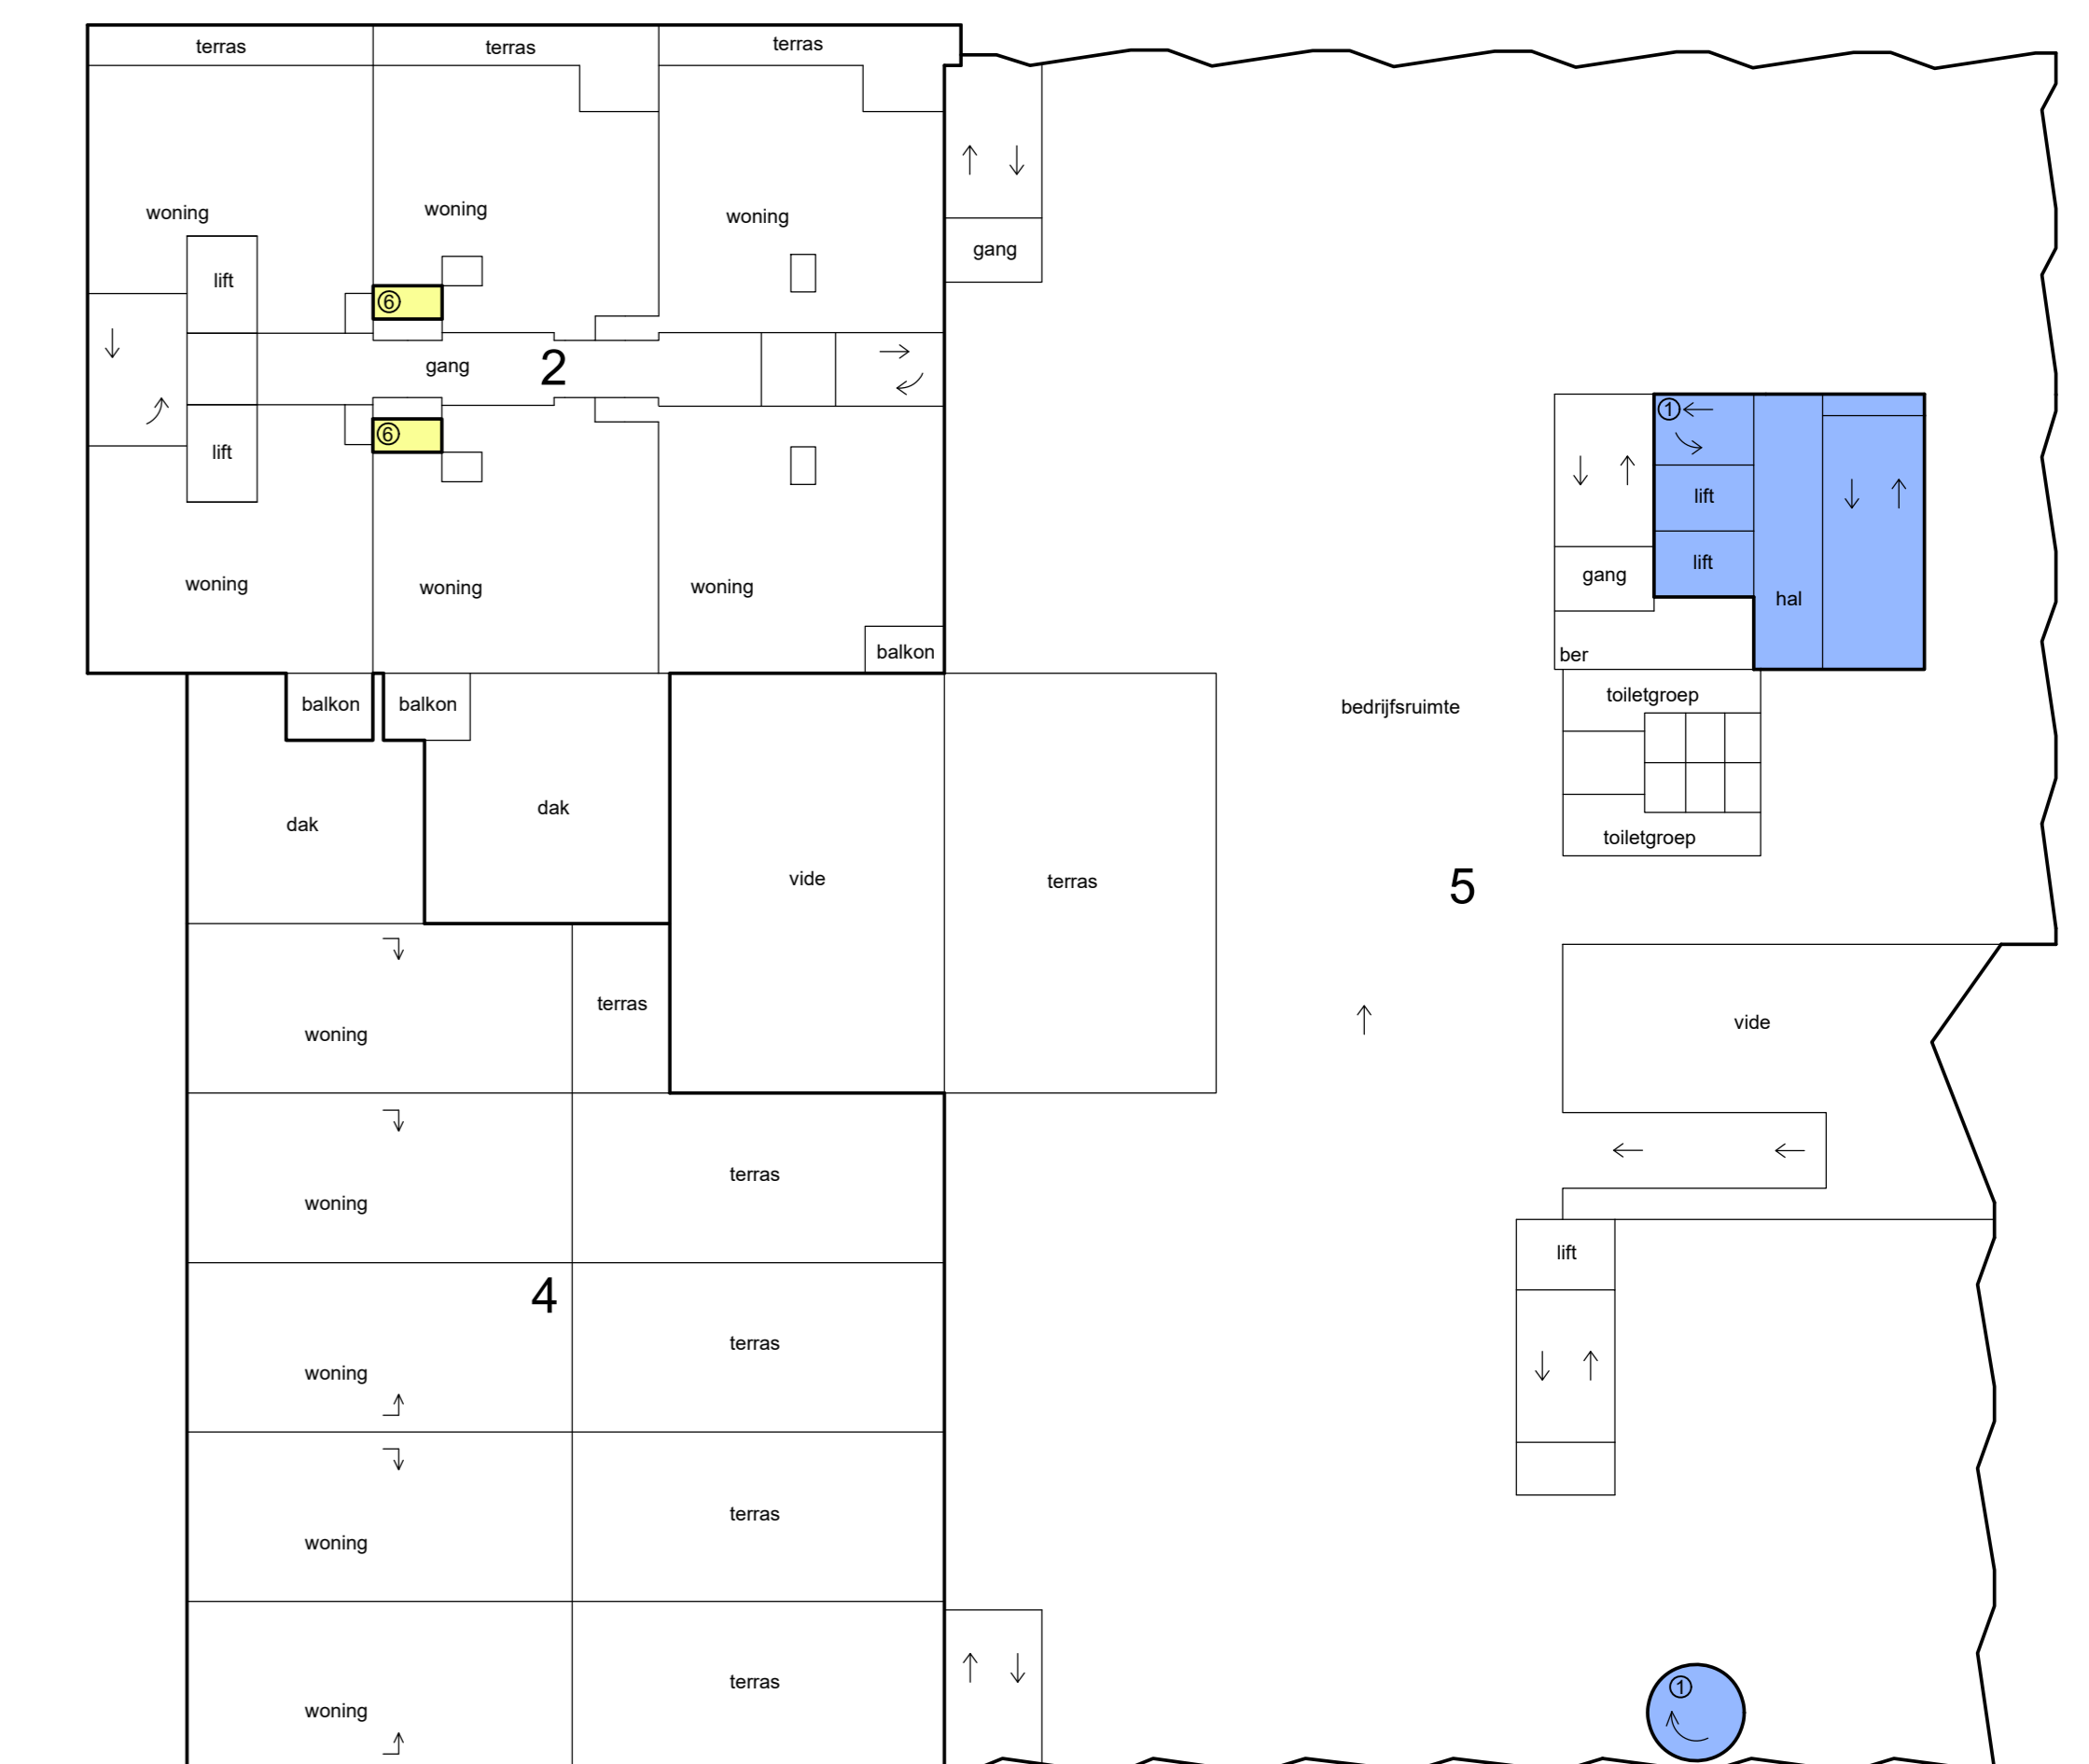 terras
terras
terras
woning
woning
woning
lift
gang
⑥
gang
2
①
⑥
lift
lift
lift
gang
hal
woning
woning
woning
balkon
ber
balkon
balkon
toiletgroep
bedrijfsruimte
dak
dak
toiletgroep
vide
terras
5
terras
vide
woning
terras
woning
lift
4
terras
woning
terras
woning
terras
①
woning